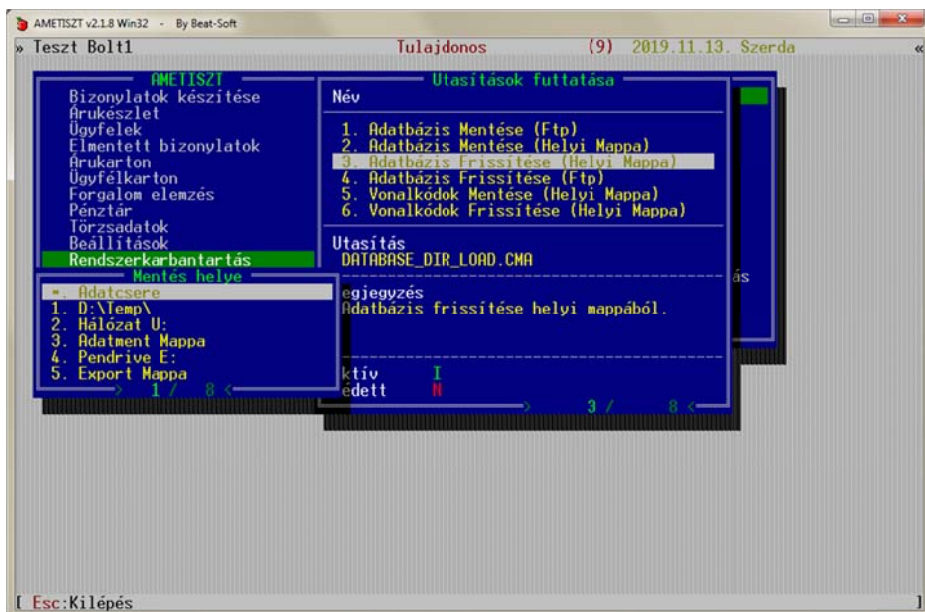 AMETISZT v2.1.8 Win32 - By Beat-Soft
» Teszt Bolt1 Tulajdonos (9) 2019.11.13. Szerda «
AMETISZT
Bizonylatok készítése
Árukészlet
Ügyfelek
Elmentett bizonylatok
Árukarton
Ügyfélkarton
Forgalom elemzés
Pénztár
Törzsadatok
Beállítások
Rendszerkarbantartás
Mentés helye
*. Adatcsere
1. D:\Temp\
2. Hálózat U:
3. Adatment Mappa
4. Pendrive E:
5. Export Mappa
> 1 / 8 <
Utasítások futtatása
Név
1. Adatbázis Mentése (Ftp)
2. Adatbázis Mentése (Helyi Mappa)
3. Adatbázis Frissítése (Helyi Mappa)
4. Adatbázis Frissítése (Ftp)
5. Vonalkódok Mentése (Helyi Mappa)
6. Vonalkódok Frissítése (Helyi Mappa)
Utasítás
DATABASE_DIR_LOAD.CMA
egjegyzés
Adatbázis frissítése helyi mappából.
ktív I
édett N
> 3 / 8 <
ás
[ Esc:Kilépés ]